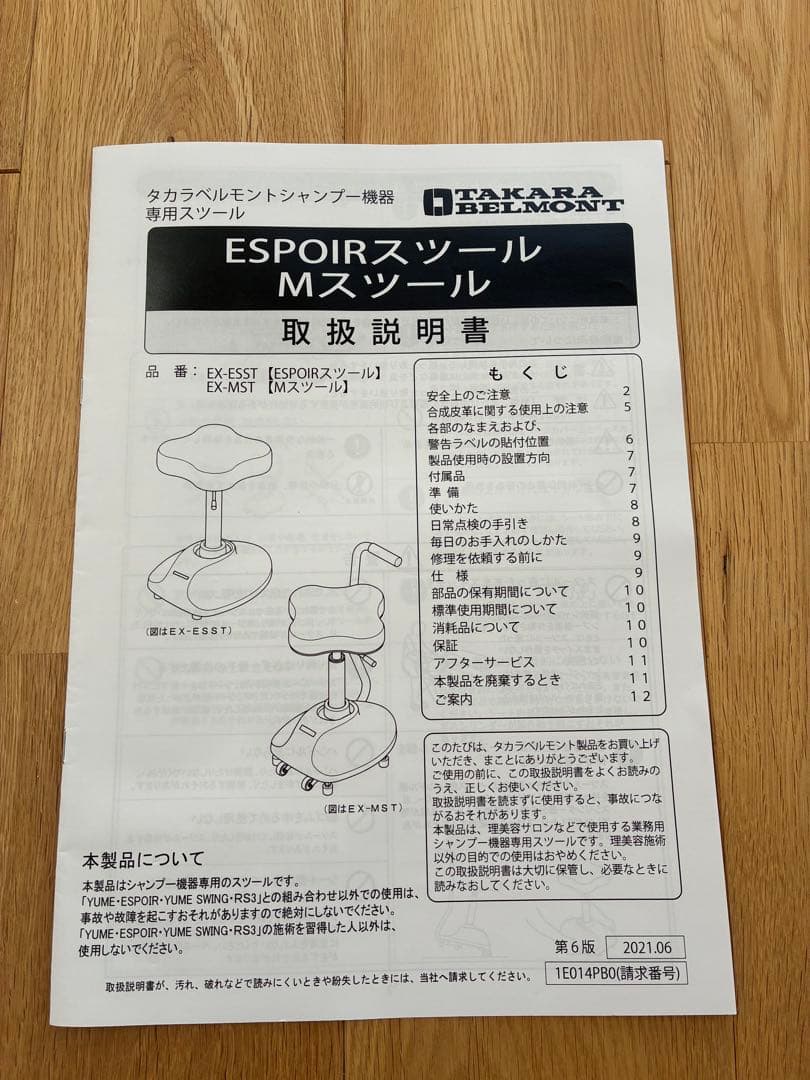 タカラベルモントシャンプー機器
専用スツール
TAKARA
BELMONT
ESPOIRスツール
Mスツール
取扱説明書
品 番： EX-ESST 【ESPOIRスツール】
EX-MST 【Mスツール】
(図はEX-ESST)
(図はEX-MST)
もくじ
安全上のご注意 2
合成皮革に関する使用上の注意 5
各部のなまえおよび、
警告ラベルの貼付位置 6
製品使用時の設置方向 7
付属品 7
準 備 7
使いかた 8
日常点検の手引き 8
毎日のお手入れのしかた 9
修理を依頼する前に 9
仕 様 9
部品の保有期間について 10
標準使用期間について 10
消耗品について 10
保証 10
アフターサービス 11
本製品を廃棄するとき 11
ご案内 12
このたびは、タカラベルモント製品をお買い上げ
いただき、まことにありがとうございます。
ご使用の前に、この取扱説明書をよくお読みの
うえ、正しくお使いください。
取扱説明書を読まずに使用すると、事故につな
がるおそれがあります。
本製品は、理美容サロンなどで使用する業務用
シャンプー機器専用スツールです。理美容施術
以外の目的での使用はおやめください。
この取扱説明書は大切に保管し、必要なときに
読みなおしてください。
本製品について
本製品はシャンプー機器専用のスツールです。
「YUME・ESPOIR・YUME SWING・RS3」との組み合わせ以外での使用は、
事故や故障を起こすおそれがありますので絶対にしないでください。
「YUME・ESPOIR・YUME SWING・RS3」の施術を習得した人以外は、
使用しないでください。
第6版 2021.06
1E014PB0(請求番号)
取扱説明書が、汚れ、破れなどで読みにくいときや紛失したときには、当社へ請求してください。